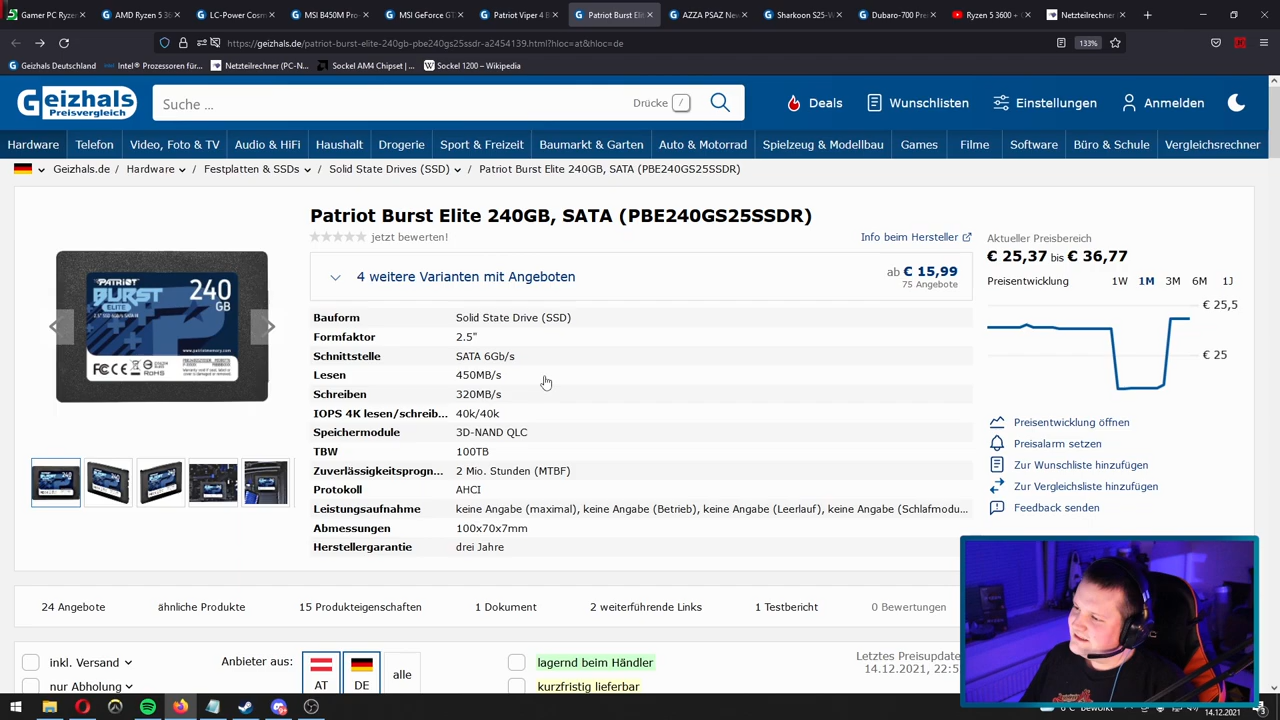 Gamer PC Ryzer
AMD Ryzen 5 36
LC-Power Cosm
MSI B450M Pro-
MSI GeForce GT
Patriot Viper 4 B
Patriot Burst Elit
AZZA PSAZ New
Sharkoon S25-V
Dubaro-700 Pre
Ryzen 5 3600 +
Netzteilrechner
https://geizhals.de/patriot-burst-elite-240gb-pbe240gs25ssdr-a2454139.html?hloc=at&hloc=de
133%
Geizhals Deutschland
Intel® Prozessoren für...
Netzteilrechner (PC-N...
Sockel AM4 Chipset |...
Sockel 1200 – Wikipedia
Geizhals
Preisvergleich
Suche ...
Drücke /
Deals
Wunschlisten
Einstellungen
Anmelden
Hardware
Telefon
Video, Foto & TV
Audio & HiFi
Haushalt
Drogerie
Sport & Freizeit
Baumarkt & Garten
Auto & Motorrad
Spielzeug & Modellbau
Games
Filme
Software
Büro & Schule
Vergleichsrechner
Geizhals.de / Hardware / Festplatten & SSDs / Solid State Drives (SSD) / Patriot Burst Elite 240GB, SATA (PBE240GS25SSDR)
PATRIOT
BURST
ELITE
240
GB
Patriot Burst Elite 240GB, SATA (PBE240GS25SSDR)
jetzt bewerten!
Info beim Hersteller
4 weitere Varianten mit Angeboten
ab € 15,99
75 Angebote
Bauform Solid State Drive (SSD)
Formfaktor 2.5"
Schnittstelle SATA 6Gb/s
Lesen 450MB/s
Schreiben 320MB/s
IOPS 4K lesen/schreib... 40k/40k
Speichermodule 3D-NAND QLC
TBW 100TB
Zuverlässigkeitsprogn... 2 Mio. Stunden (MTBF)
Protokoll AHCI
Leistungsaufnahme keine Angabe (maximal), keine Angabe (Betrieb), keine Angabe (Leerlauf), keine Angabe (Schlafmodu...
Abmessungen 100x70x7mm
Herstellergarantie drei Jahre
Aktueller Preisbereich
€ 25,37 bis € 36,77
Preisentwicklung 1W 1M 3M 6M 1J
€ 25,5
€ 25
Preisentwicklung öffnen
Preisalarm setzen
Zur Wunschliste hinzufügen
Zur Vergleichsliste hinzufügen
Feedback senden
24 Angebote
ähnliche Produkte
15 Produkteigenschaften
1 Dokument
2 weiterführende Links
1 Testbericht
0 Bewertungen
inkl. Versand
nur Abholung
Anbieter aus:
AT
DE
alle
lagernd beim Händler
kurzfristig lieferbar
Letztes Preisupdate
14.12.2021, 22:5
14.12.2021